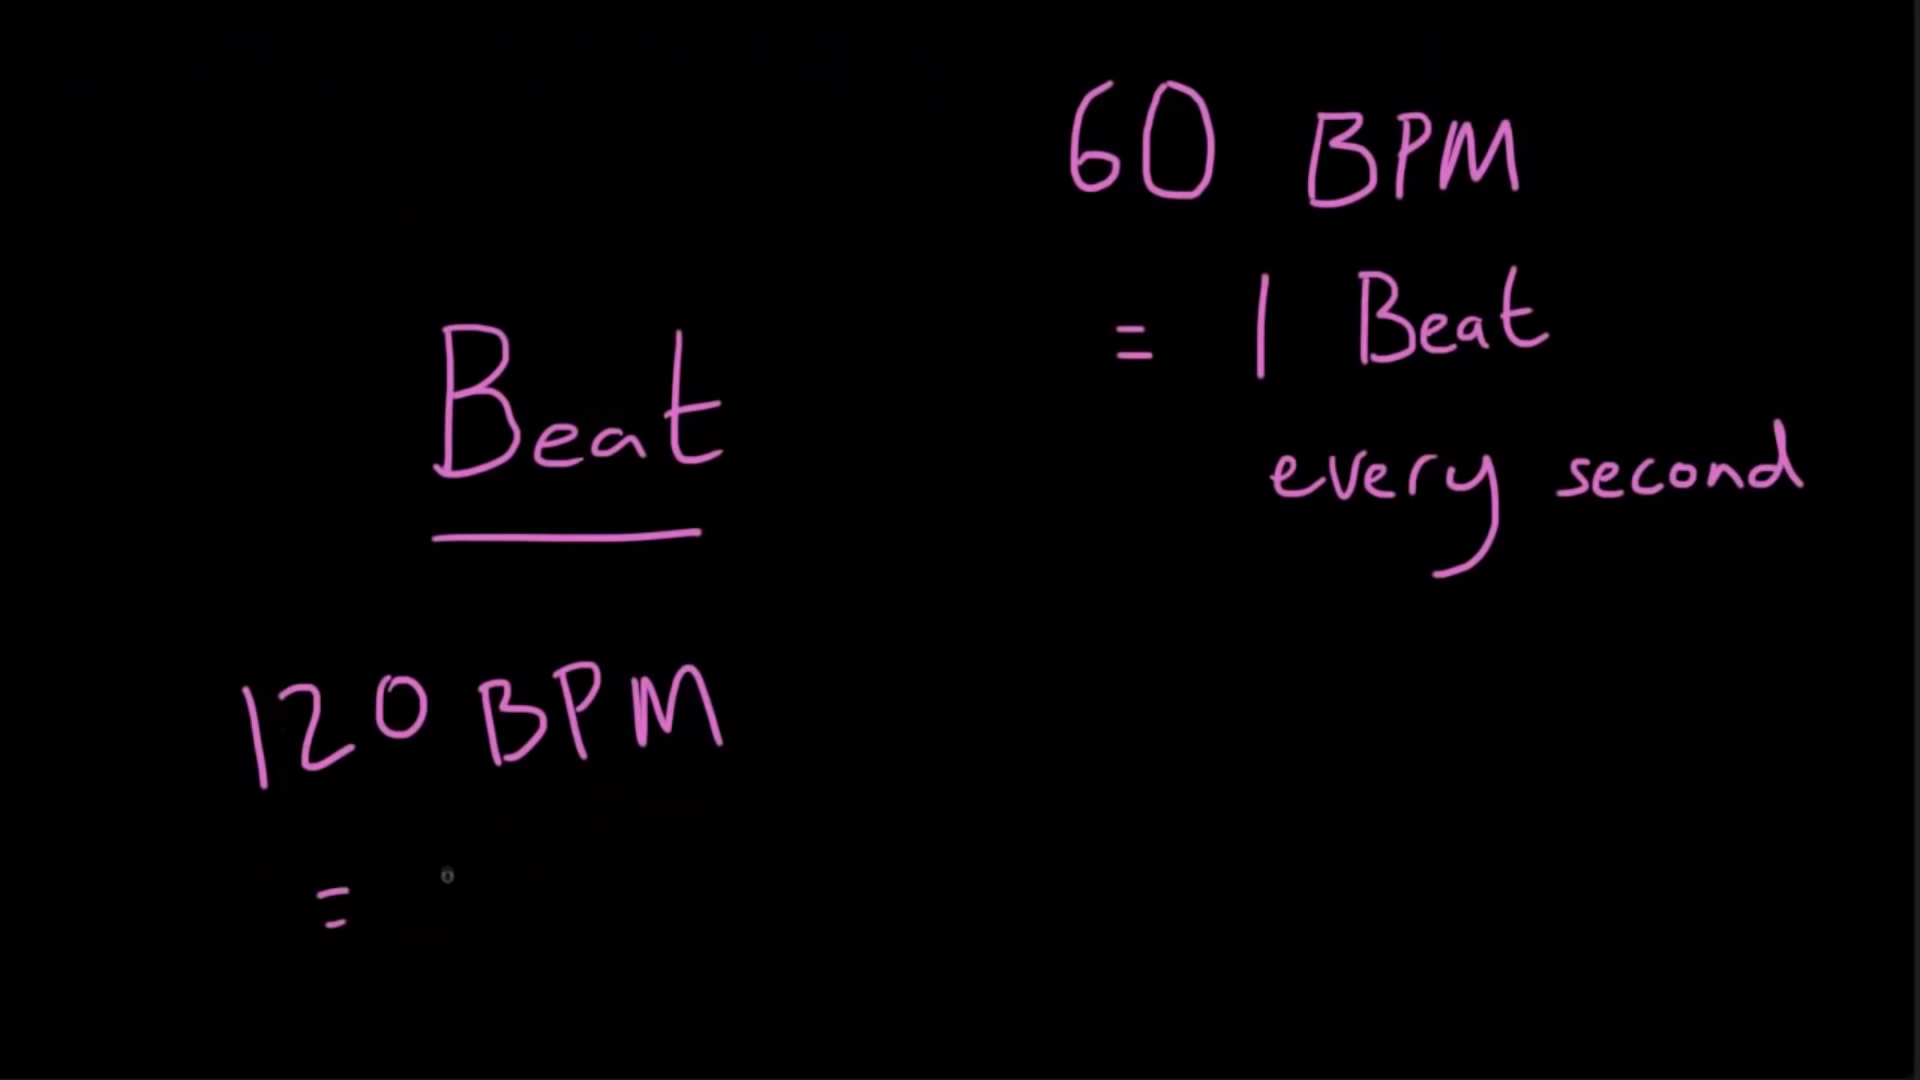 Beat
120 BPM
=
60 BPM
= 1 Beat
every second